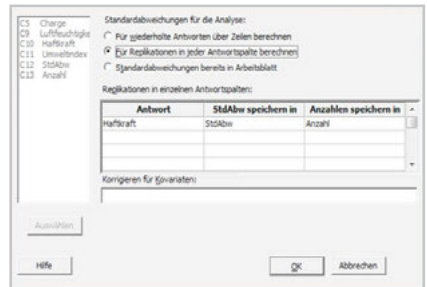 C5 Charge
C9 Luftfeuchtigke
C10 Haftkraft
C11 Umweltindex
C12 StdAbw
C13 Anzahl
Standardabweichungen für die Analyse:
Für wiederholte Antworten über Zeilen berechnen
Für Replikationen in jeder Antwortspalte berechnen
Standardabweichungen bereits in Arbeitsblatt
Replikationen in einzelnen Antwortspalten:
Antwort StdAbw speichern in Anzahlen speichern in
Haftkraft StdAbw Anzahl
Korrigieren für Kovariaten:
Auswählen
Hilfe OK Abbrechen